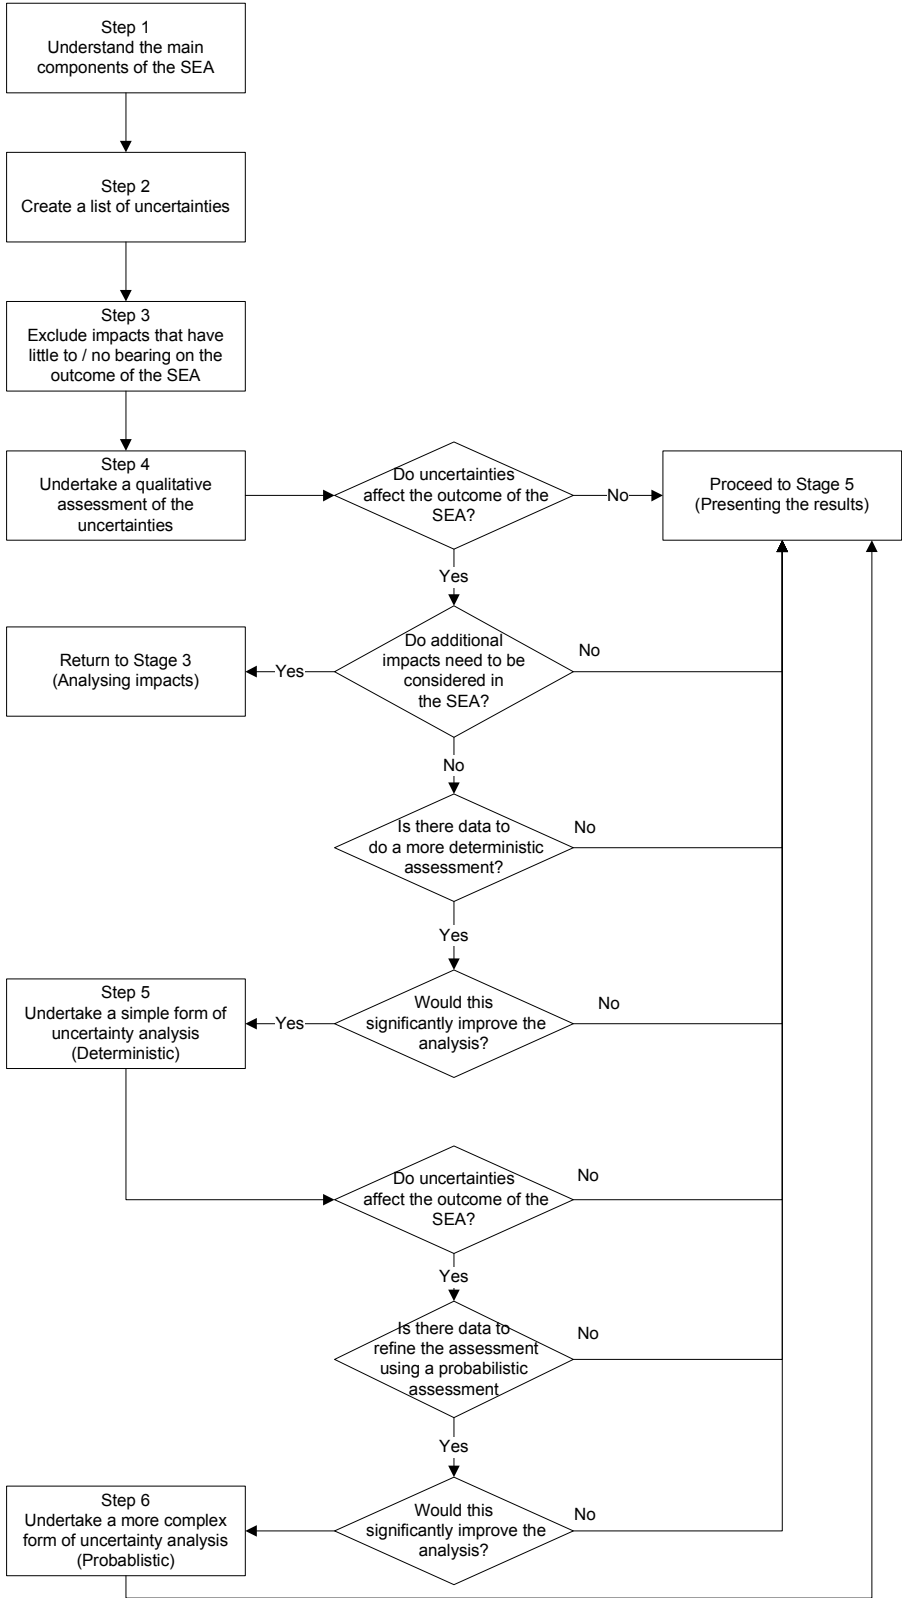 Step 1
Understand the main
components of the SEA
Step 2
Create a list of uncertainties
Step 3
Exclude impacts that have
little to / no bearing on the
outcome of the SEA
Step 4
Undertake a qualitative
assessment of the
uncertainties
Do uncertainties
affect the outcome of the
SEA?
No
Proceed to Stage 5
(Presenting the results)
Yes
Return to Stage 3
(Analysing impacts)
Yes
Do additional
impacts need to be
considered in
the SEA?
No
No
Is there data to
do a more deterministic
assessment?
No
Yes
Step 5
Undertake a simple form of
uncertainty analysis
(Deterministic)
Yes
Would this
significantly improve the
analysis?
No
Do uncertainties
affect the outcome of the
SEA?
No
Yes
Is there data to
refine the assessment
using a probabilistic
assessment
No
Yes
Step 6
Undertake a more complex
form of uncertainty analysis
(Probablistic)
Would this
significantly improve the
analysis?
No